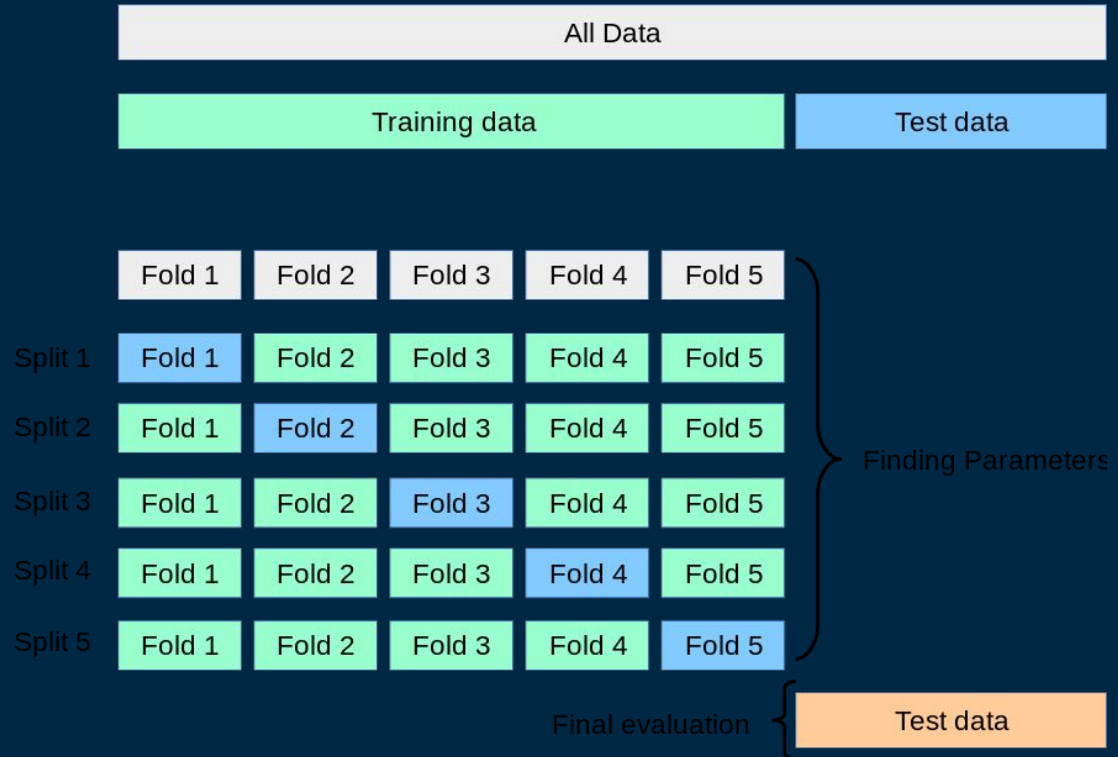 All Data
Training data Test data
Fold 1 Fold 2 Fold 3 Fold 4 Fold 5
Split 1 Fold 1 Fold 2 Fold 3 Fold 4 Fold 5
Split 2 Fold 1 Fold 2 Fold 3 Fold 4 Fold 5
Finding Parameters
Split 3 Fold 1 Fold 2 Fold 3 Fold 4 Fold 5
Split 4 Fold 1 Fold 2 Fold 3 Fold 4 Fold 5
Split 5 Fold 1 Fold 2 Fold 3 Fold 4 Fold 5
Final evaluation Test data